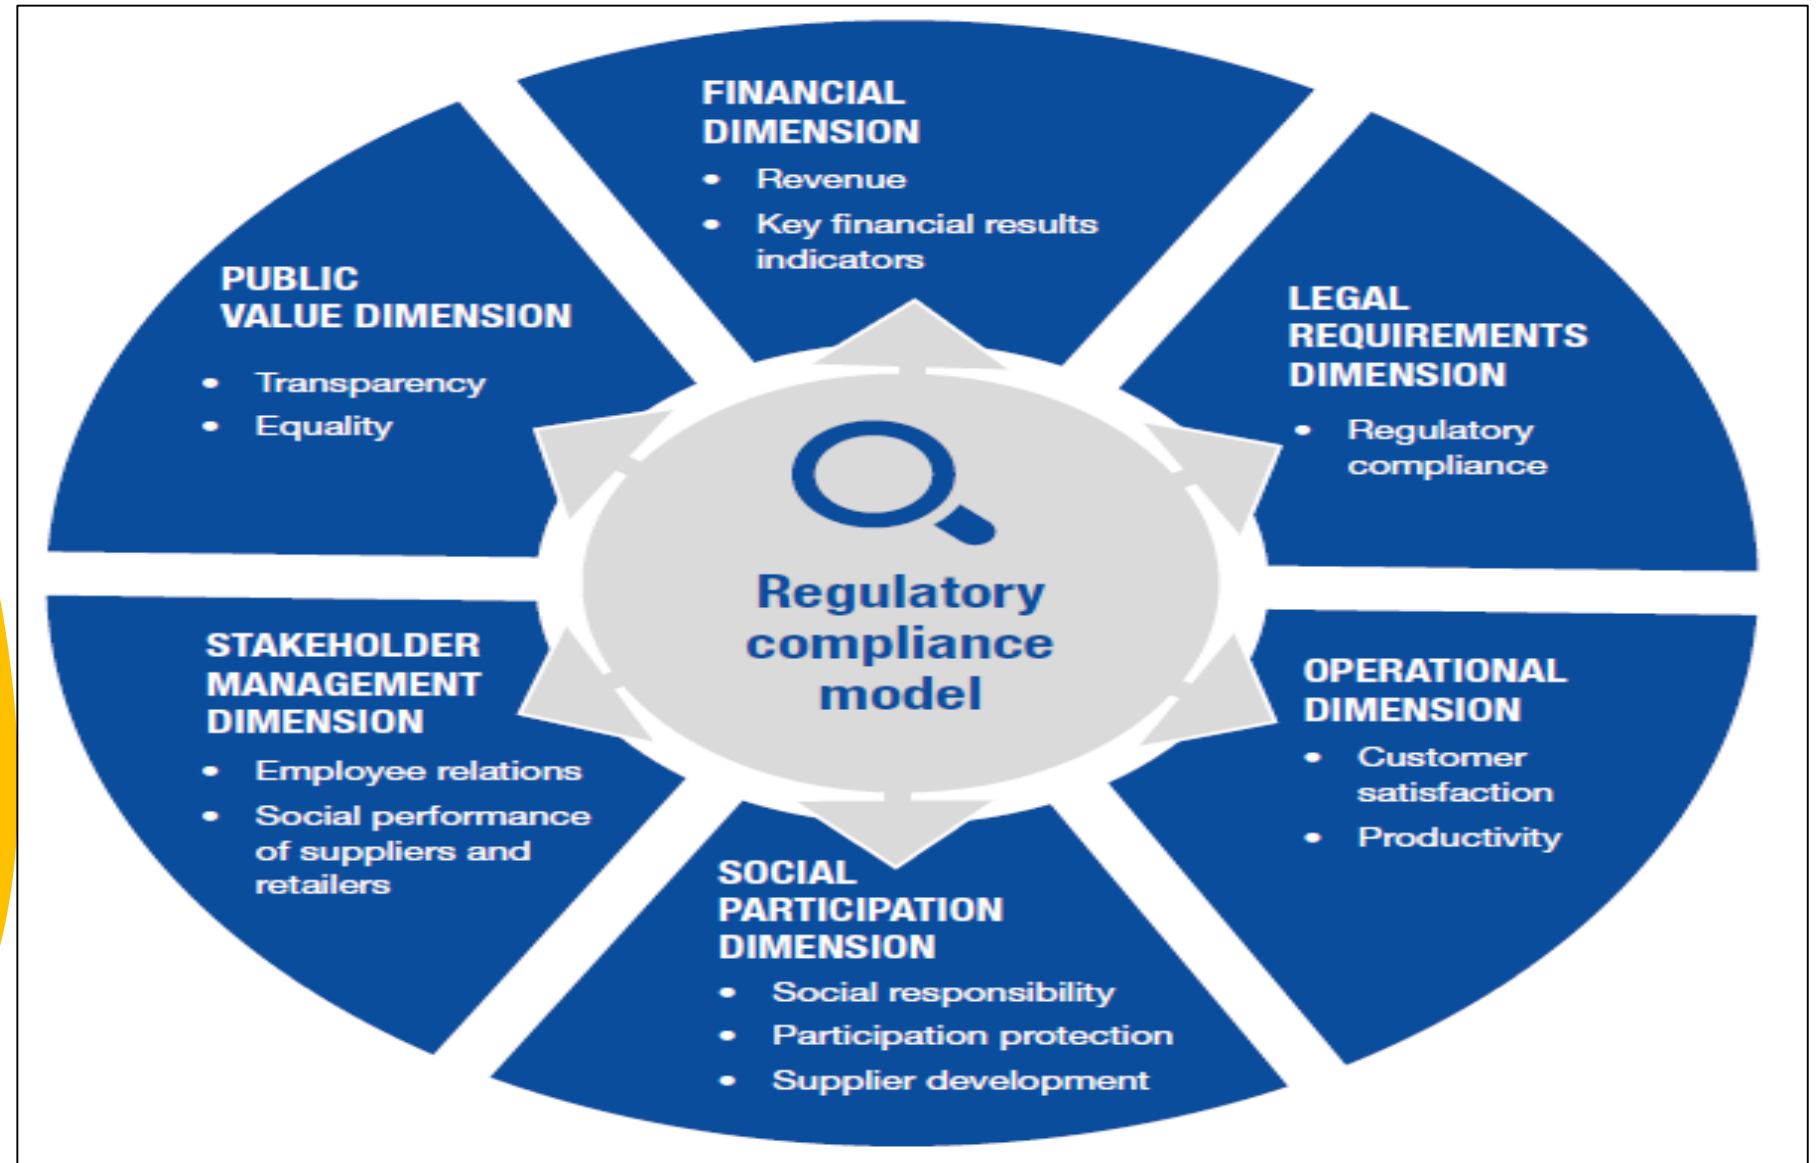 FINANCIAL
DIMENSION
• Revenue
• Key financial results
indicators
LEGAL
REQUIREMENTS
DIMENSION
• Regulatory
compliance
OPERATIONAL
DIMENSION
• Customer
satisfaction
• Productivity
SOCIAL
PARTICIPATION
DIMENSION
• Social responsibility
• Participation protection
• Supplier development
STAKEHOLDER
MANAGEMENT
DIMENSION
• Employee relations
• Social performance
of suppliers and
retailers
PUBLIC
VALUE DIMENSION
• Transparency
• Equality
Regulatory
compliance
model